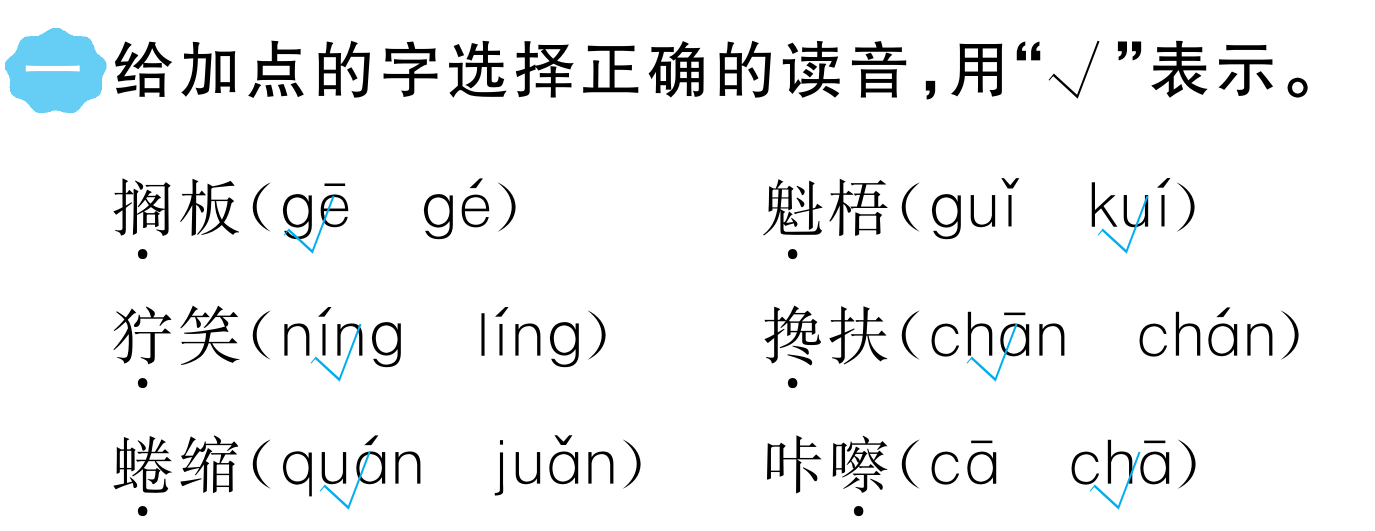 一 给加点的字选择正确的读音,用“√”表示。
搁板(gē√ gé) 魁梧(guǐ kuí√)
狞笑(níng√ líng) 搀扶(chān√ chán)
蜷缩(quán√ juǎn) 咔嚓(cā chā√)